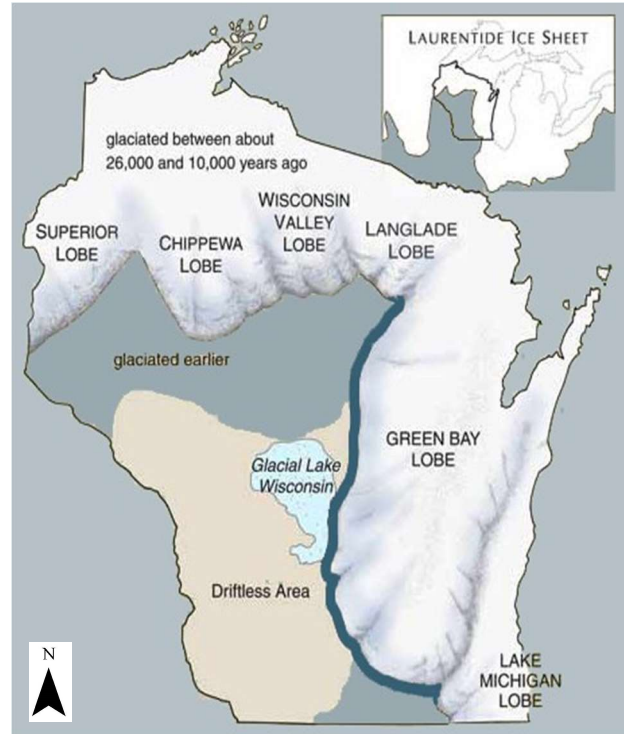 LAURENTIDE ICE SHEET
glaciated between about
26,000 and 10,000 years ago
SUPERIOR
LOBE
CHIPPEWA
LOBE
WISCONSIN
VALLEY
LOBE
LANGLADE
LOBE
glaciated earlier
GREEN BAY
LOBE
Glacial Lake
Wisconsin
Driftless Area
N
LAKE
MICHIGAN
LOBE